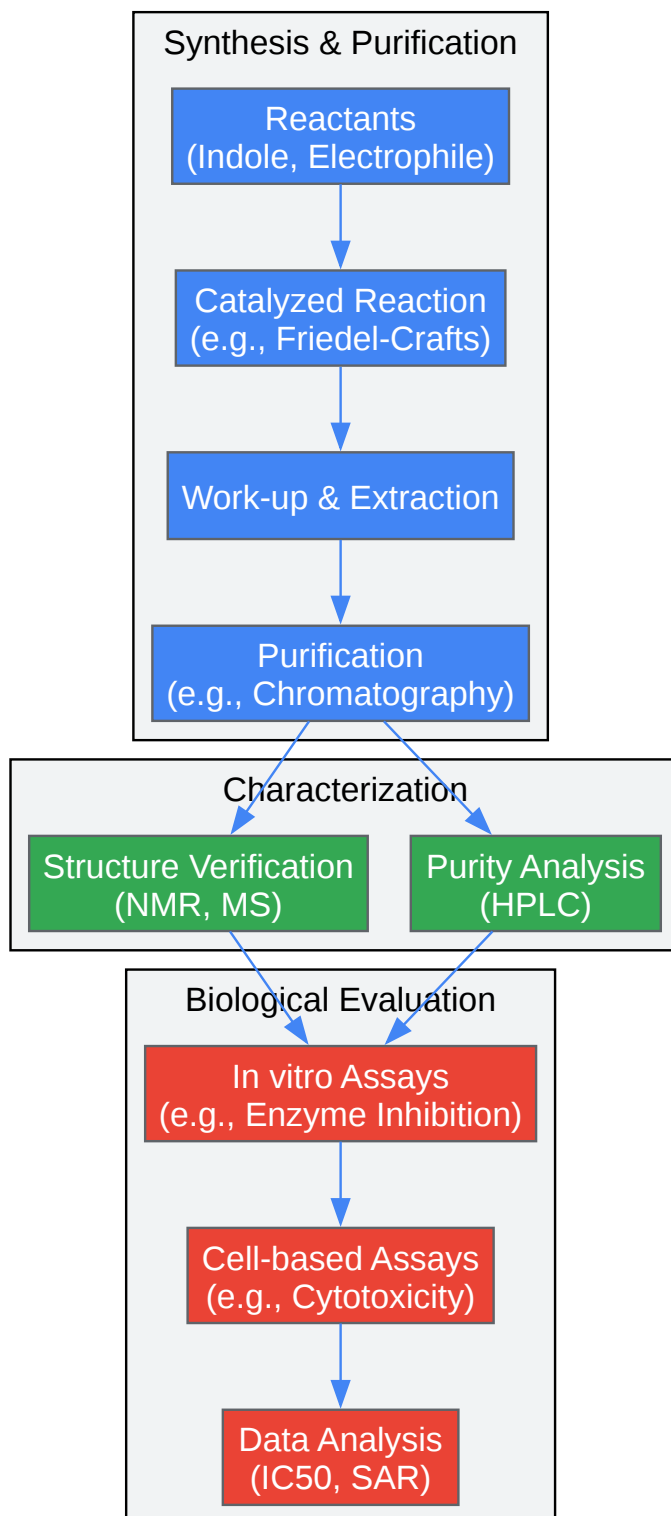 Synthesis & Purification
Reactants
(Indole, Electrophile)
Catalyzed Reaction
(e.g., Friedel-Crafts)
Work-up & Extraction
Purification
(e.g., Chromatography)
Characterization
Structure Verification
(NMR, MS)
Purity Analysis
(HPLC)
Biological Evaluation
In vitro Assays
(e.g., Enzyme Inhibition)
Cell-based Assays
(e.g., Cytotoxicity)
Data Analysis
(IC50, SAR)